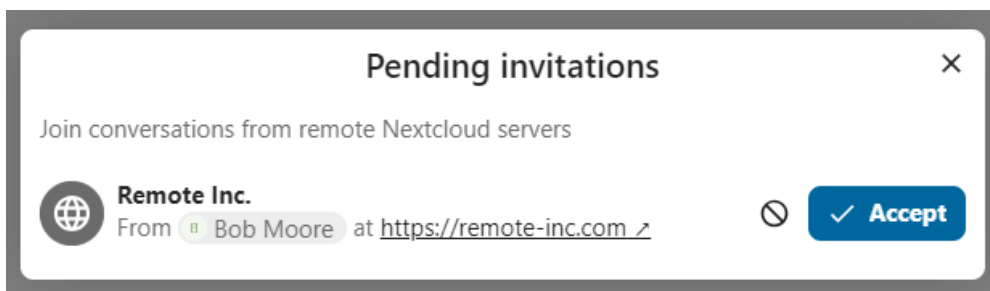 Pending invitations
Join conversations from remote Nextcloud servers
Remote Inc.
From Bob Moore at https://remote-inc.com ↗
Accept